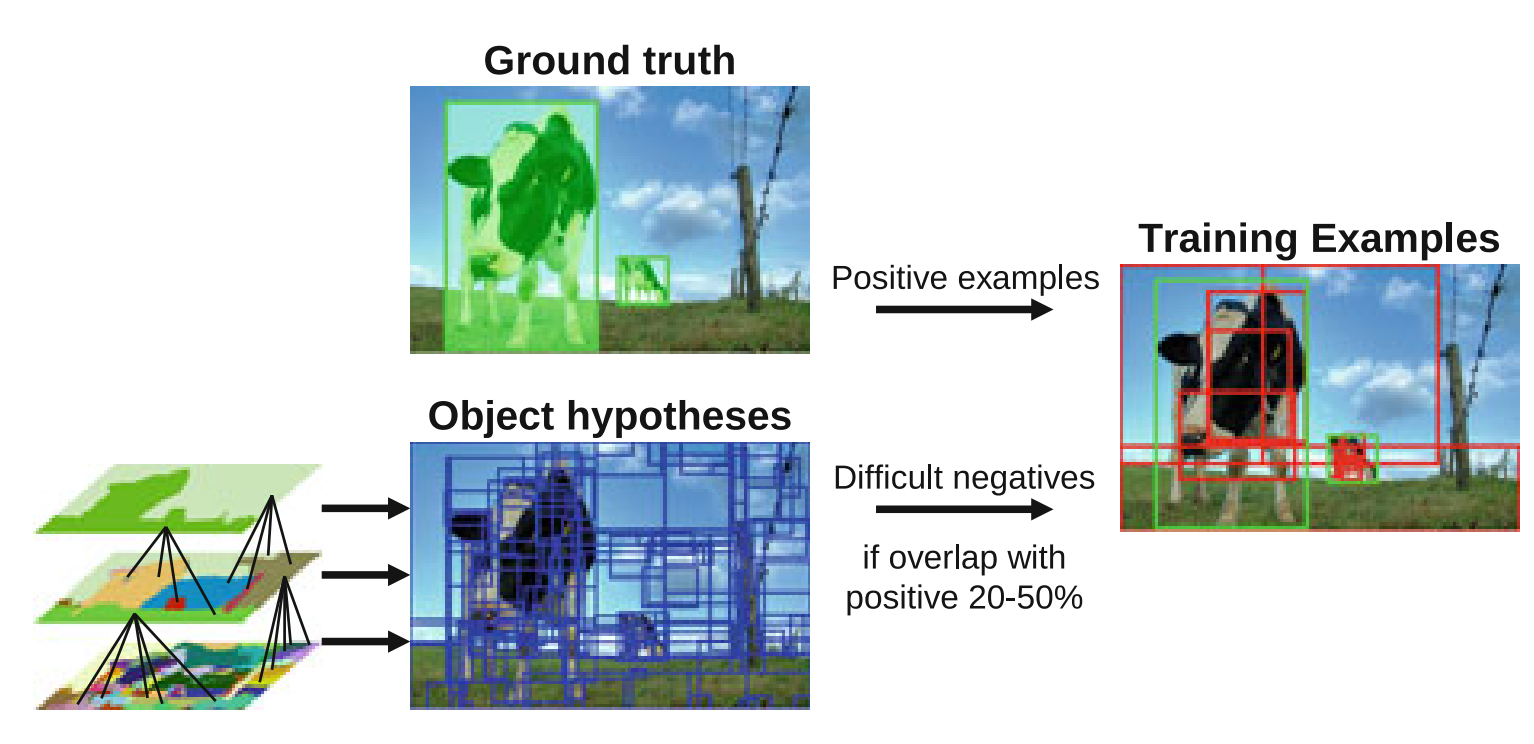 Ground truth
Positive examples
Training Examples
Object hypotheses
Difficult negatives
if overlap with
positive 20-50%